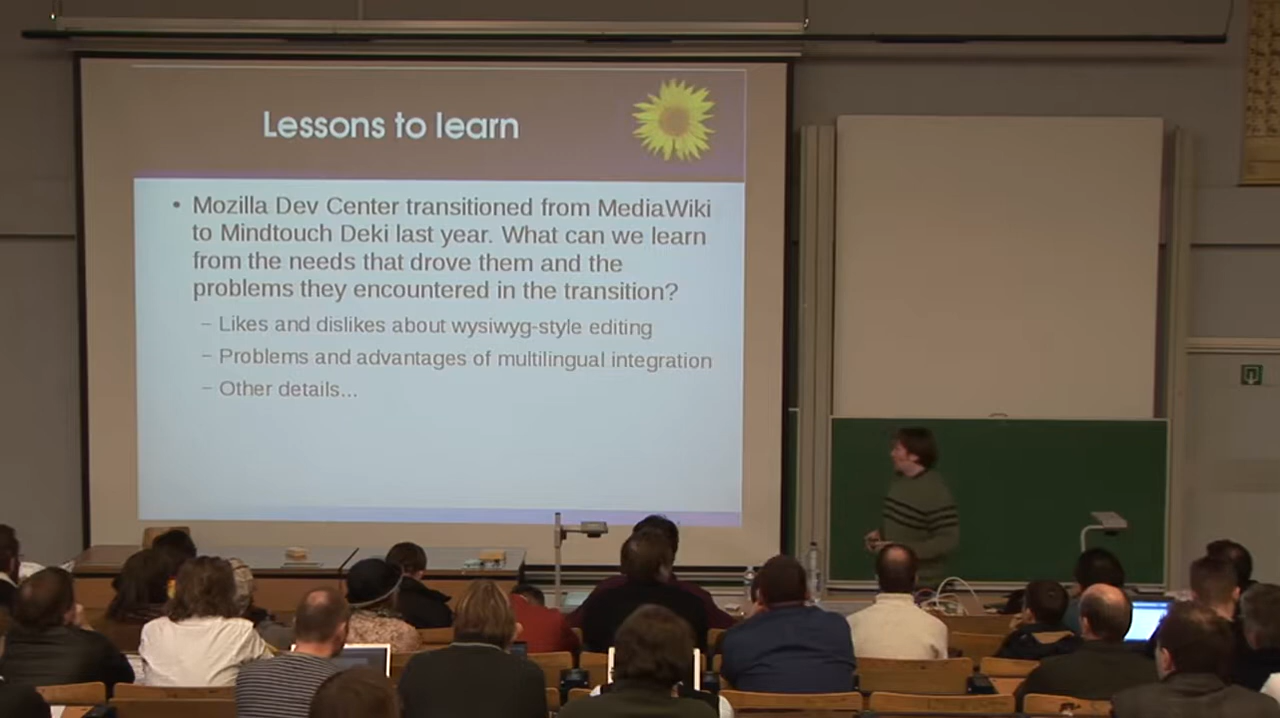 Lessons to learn
• Mozilla Dev Center transitioned from MediaWiki
to Mindtouch Deki last year. What can we learn
from the needs that drove them and the
problems they encountered in the transition?
– Likes and dislikes about wysiwyg-style editing
– Problems and advantages of multilingual integration
– Other details...